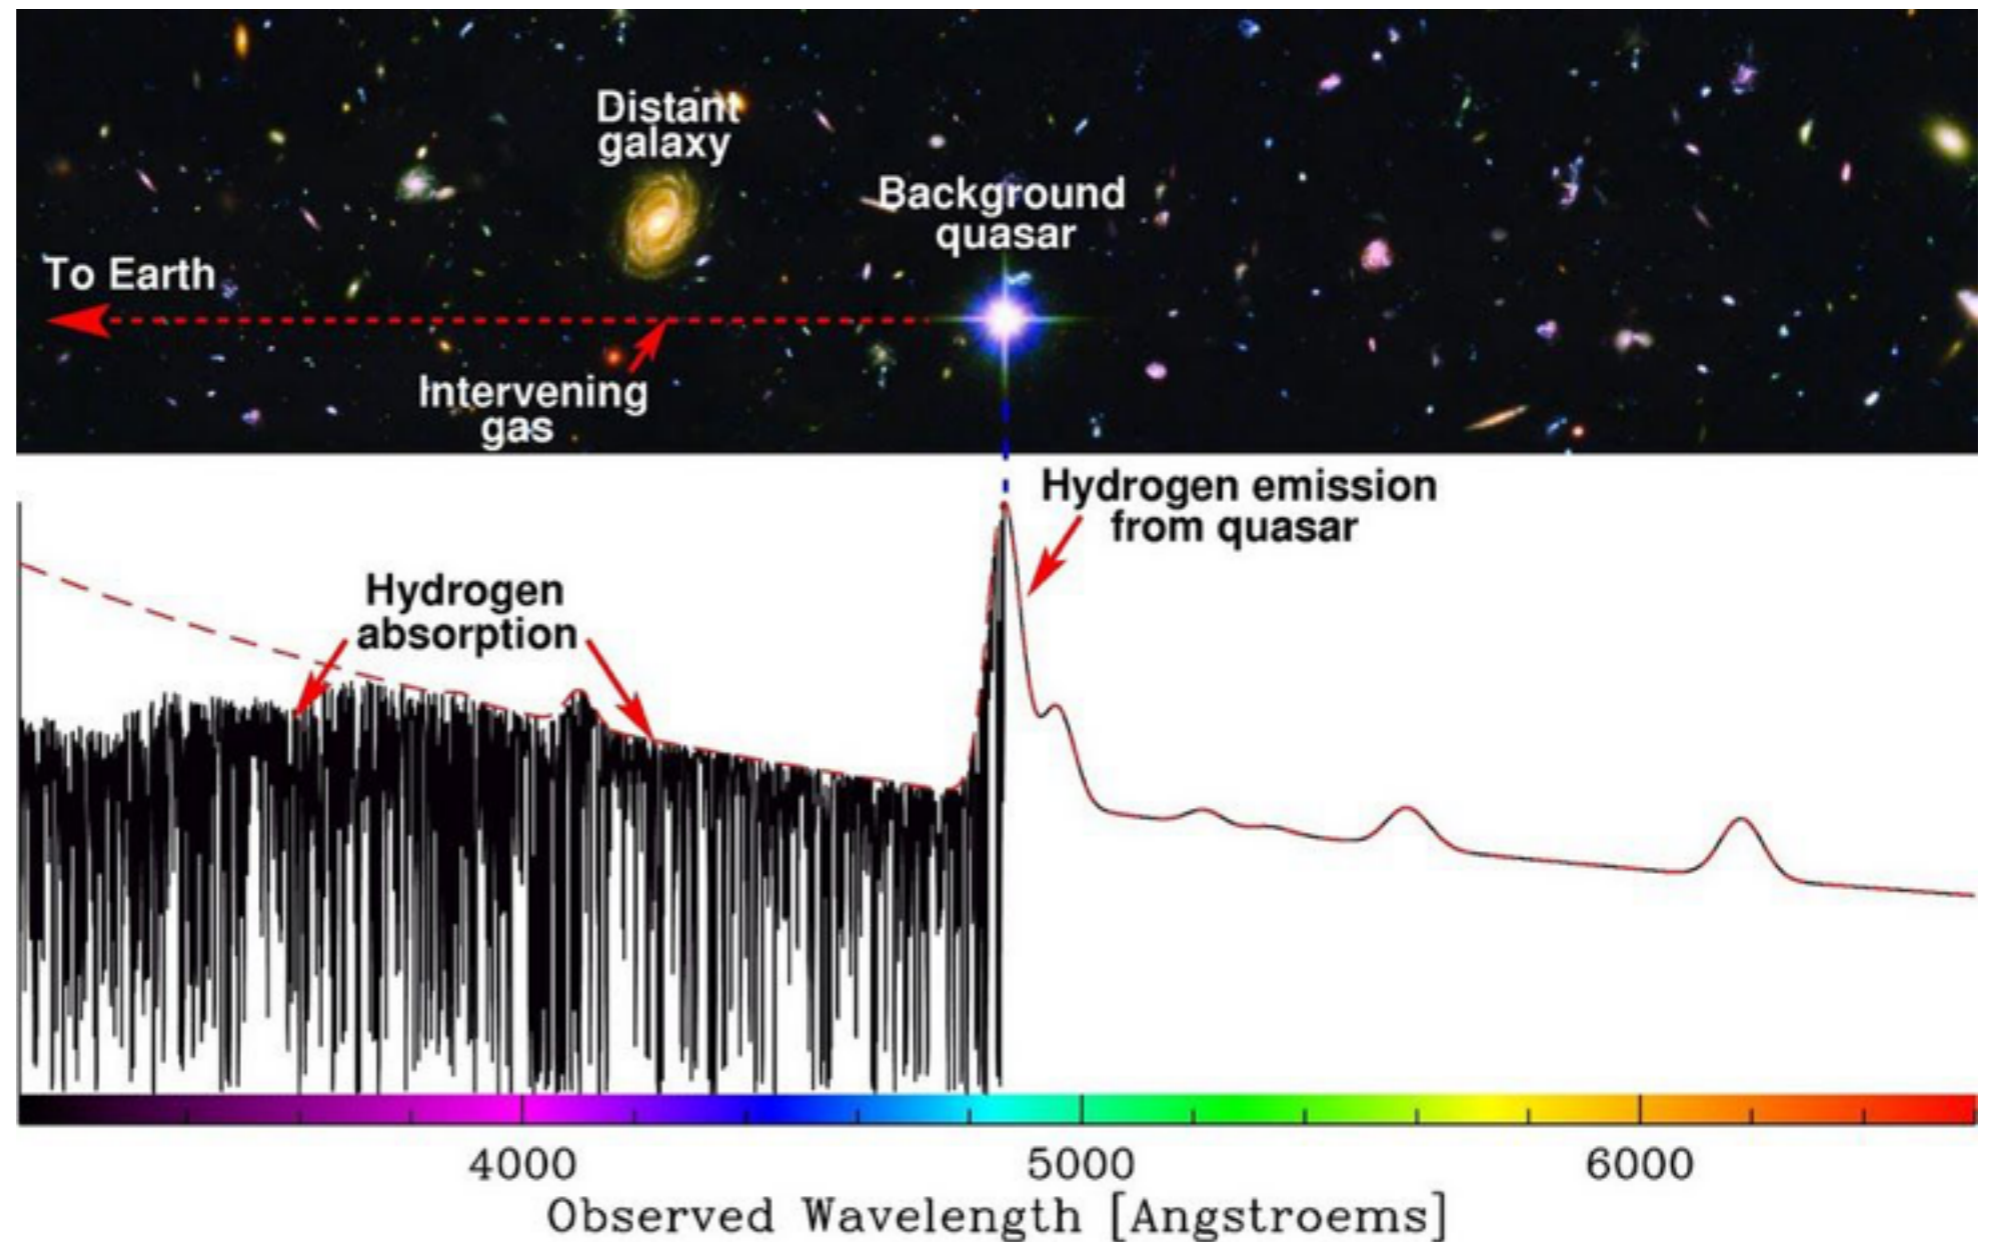 Distant
galaxy
Background
quasar
To Earth
Intervening
gas
Hydrogen emission
from quasar
Hydrogen
absorption
4000
5000
6000
Observed Wavelength [Angstroems]